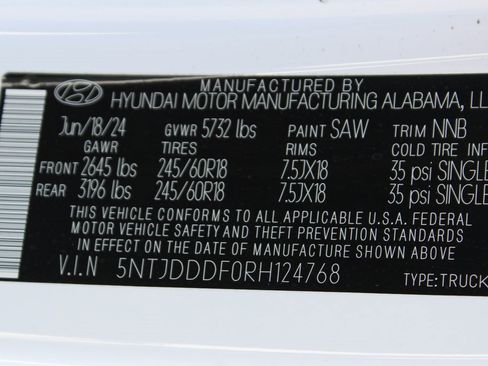 MANUFACTURED BY
HYUNDAI MOTOR MANUFACTURING ALABAMA, LL
Jun/18/24 GVWR 5732 lbs PAINT SAW TRIM NNB
GAWR TIRES RIMS COLD TIRE INF
FRONT 2645 lbs 245/60R18 7.5JX18 35 psi SINGLE
REAR 3196 lbs 245/60R18 7.5JX18 35 psi SINGLE
THIS VEHICLE CONFORMS TO ALL APPLICABLE U.S.A. FEDERAL
MOTOR VEHICLE SAFETY AND THEFT PREVENTION STANDARDS
IN EFFECT ON THE DATE OF MANUFACTURE SHOWN ABOVE
V.I.N 5NTJDDDF0RH124768 TYPE:TRUCK